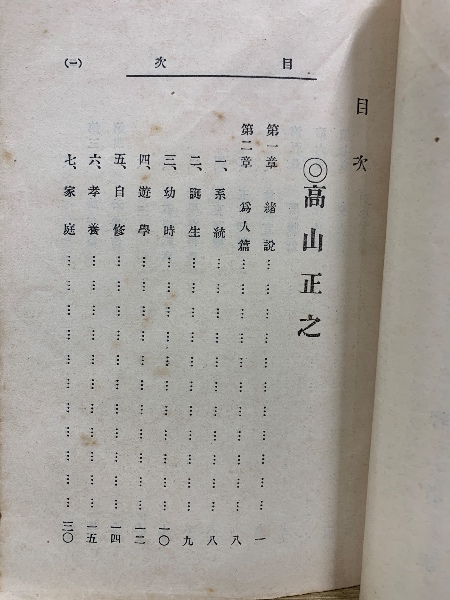 目次 (一)
目次
◎高山正之
第一章 緒説……………………………………一
第二章 爲人篇……………………………………八
一、系統……………………………………八
二、誕生……………………………………九
三、幼時……………………………………一〇
四、遊學……………………………………一二
五、自修……………………………………一四
六、孝養……………………………………一五
七、家庭……………………………………三〇